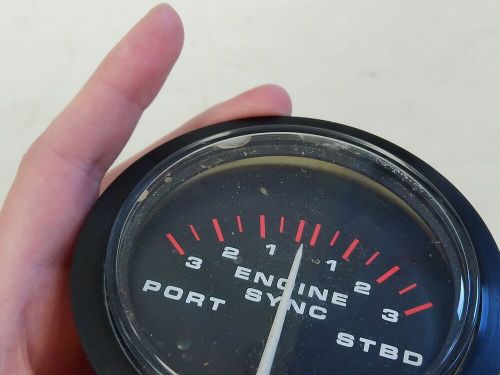 3 2 1 1 2 3
ENGINE
SYNC
PORT
STBD